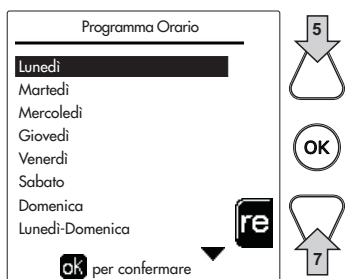 Programma Orario
Lunedì
Martedì
Mercoledì
Giovedì
Venerdì
Sabato
Domenica
Lunedì-Domenica
re
ok per confermare
5
OK
7